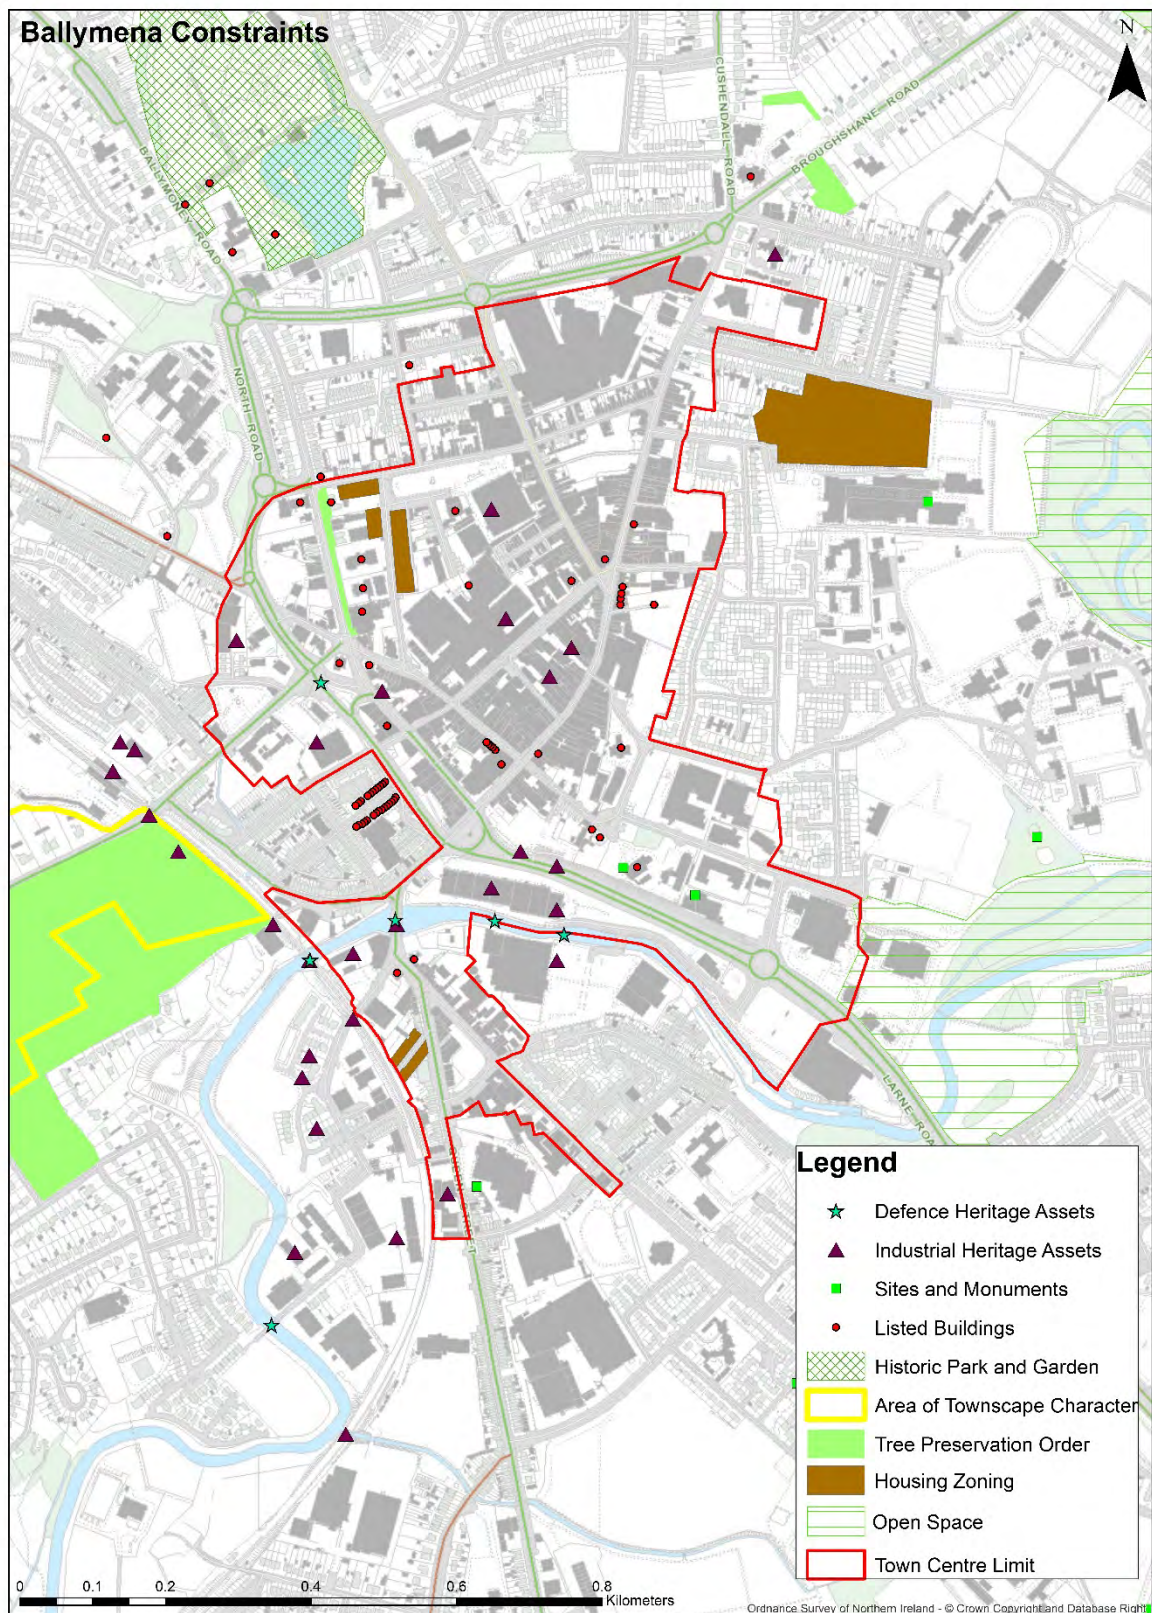 Ballymena Constraints
N
CUSHENDALL ROAD
BROUGHSHANE ROAD
BALLYMONEY ROAD
NORTH ROAD
LARNE ROA
Legend
Defence Heritage Assets
Industrial Heritage Assets
Sites and Monuments
Listed Buildings
Historic Park and Garden
Area of Townscape Character
Tree Preservation Order
Housing Zoning
Open Space
Town Centre Limit
0 0.1 0.2 0.4 0.6 0.8
Kilometers
Ordnance Survey of Northern Ireland - © Crown Copyright and Database Right